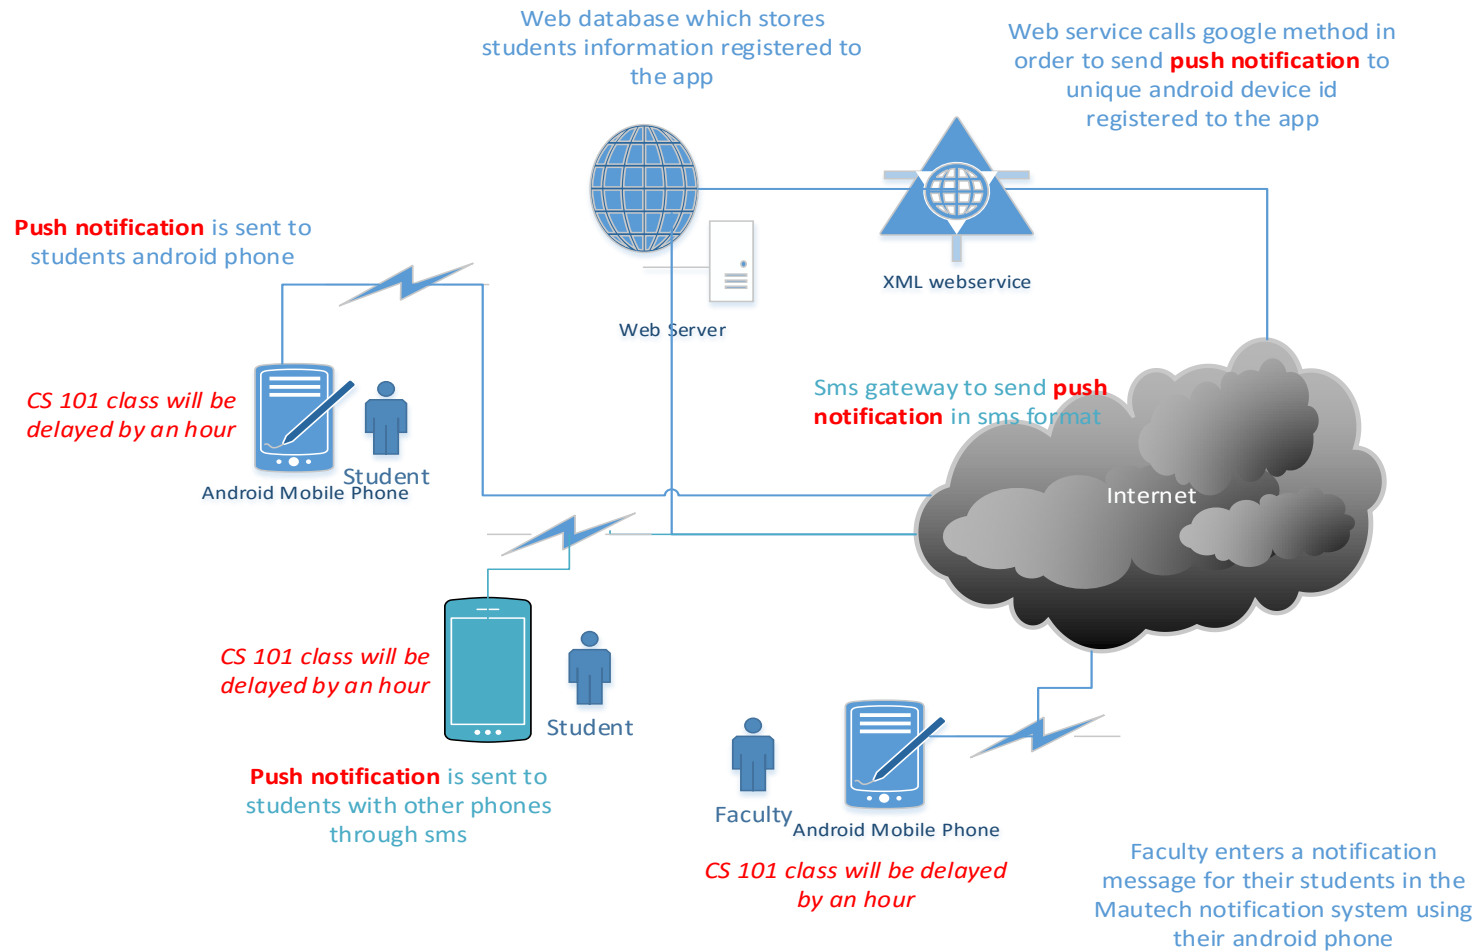 Web database which stores
students information registered to
the app
Web service calls google method in
order to send push notification to
unique android device id
registered to the app
Push notification is sent to
students android phone
XML webservice
Web Server
CS 101 class will be
delayed by an hour
Student
Android Mobile Phone
Sms gateway to send push
notification in sms format
Internet
CS 101 class will be
delayed by an hour
Student
Push notification is sent to
students with other phones
through sms
Faculty
Android Mobile Phone
CS 101 class will be delayed
by an hour
Faculty enters a notification
message for their students in the
Mautech notification system using
their android phone